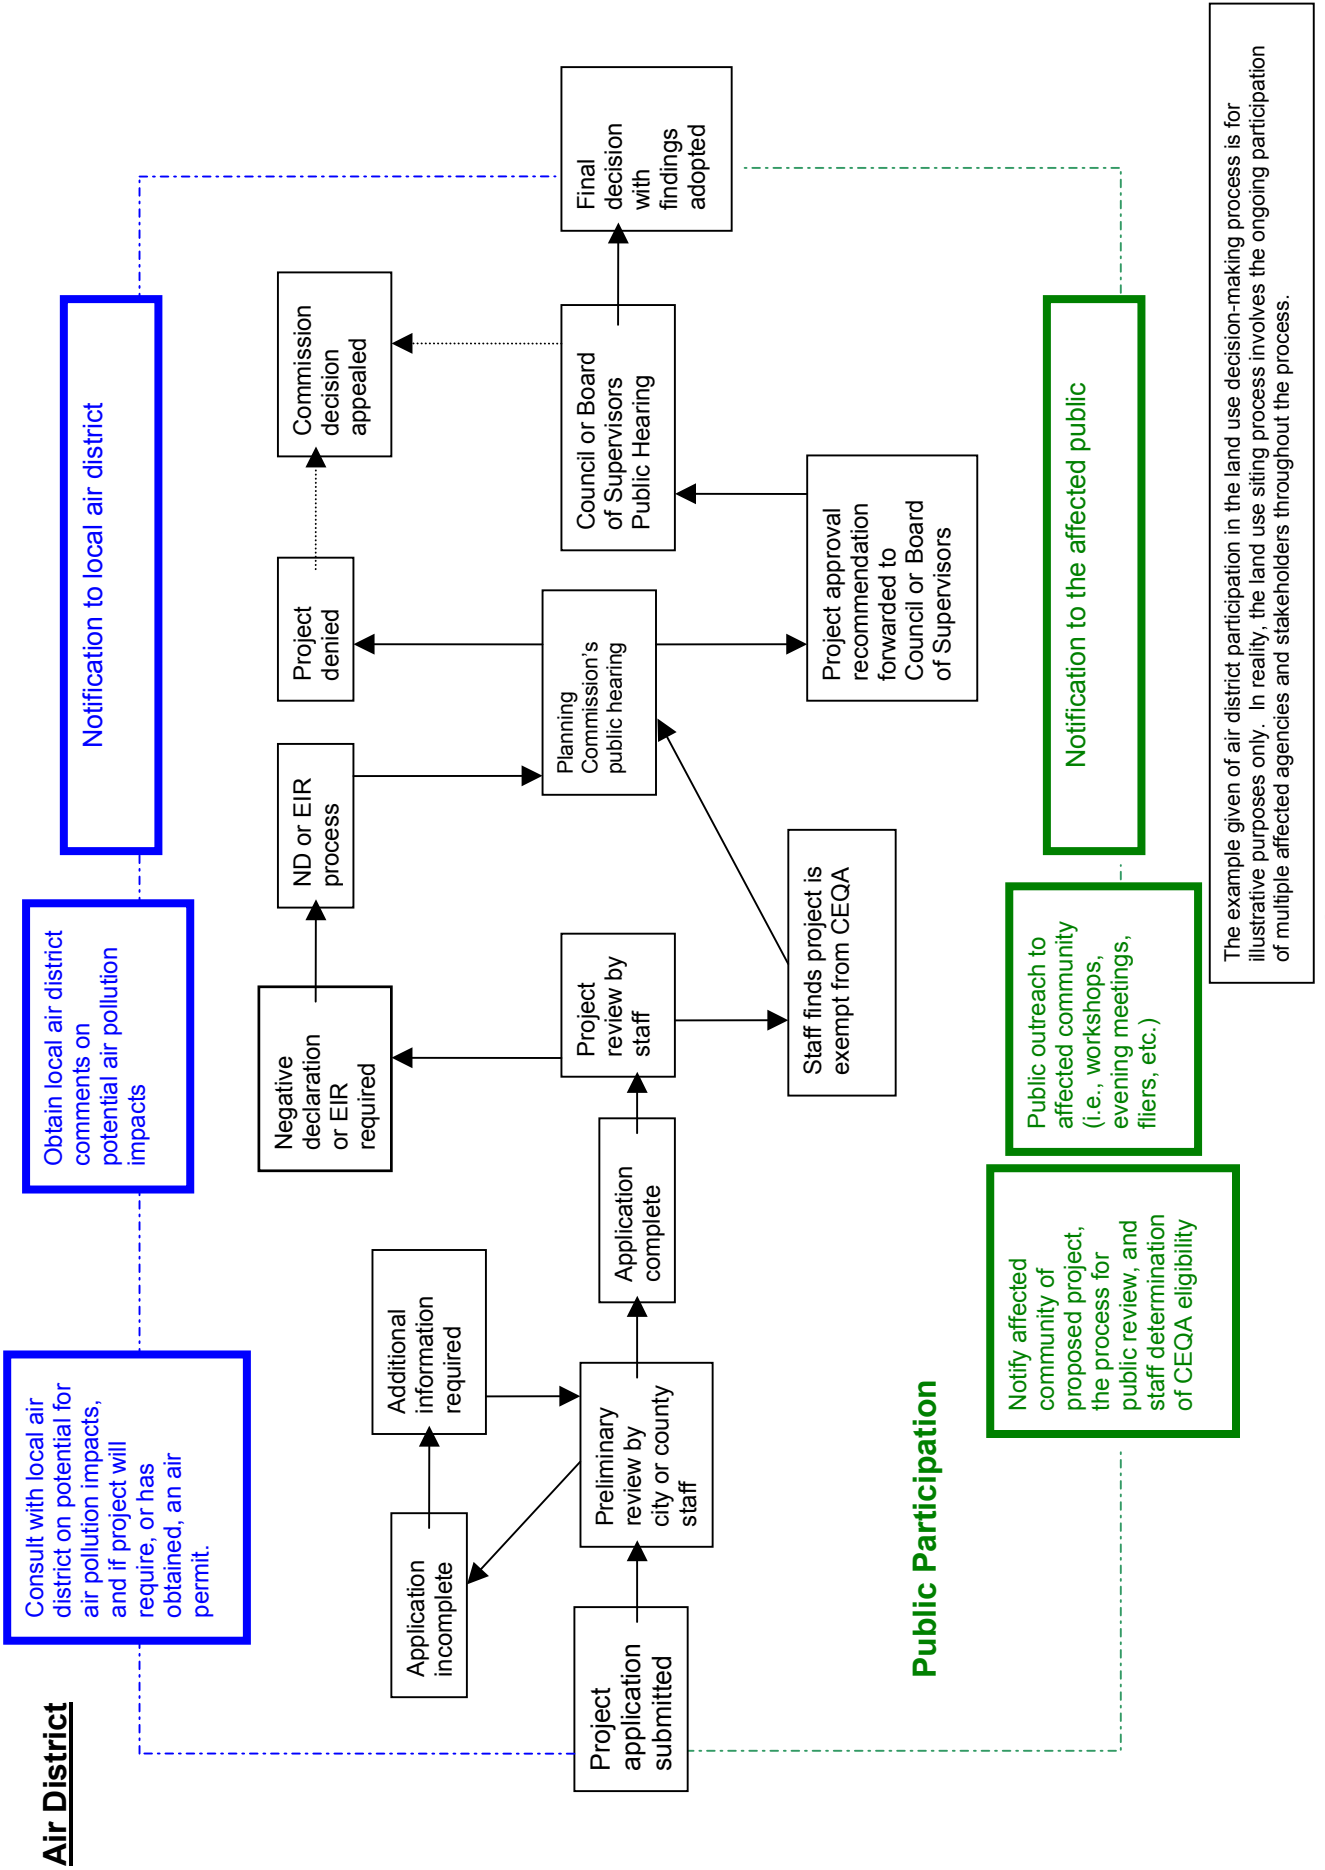 Air District
Consult with local air
district on potential for
air pollution impacts,
and if project will
require, or has
obtained, an air
permit.
Obtain local air district
comments on
potential air pollution
impacts
Notification to local air district
Project
application
submitted
Preliminary
review by
city or county
staff
Application
incomplete
Additional
information
required
Application
complete
Project
review by
staff
Negative
declaration
or EIR
required
ND or EIR
process
Staff finds project is
exempt from CEQA
Planning
Commission’s
public hearing
Project
denied
Commission
decision
appealed
Project approval
recommendation
forwarded to
Council or Board
of Supervisors
Council or Board
of Supervisors
Public Hearing
Final
decision
with
findings
adopted
Public Participation
Notify affected
community of
proposed project,
the process for
public review, and
staff determination
of CEQA eligibility
Public outreach to
affected community
(i.e., workshops,
evening meetings,
fliers, etc.)
Notification to the affected public
The example given of air district participation in the land use decision-making process is for
illustrative purposes only.  In reality, the land use siting process involves the ongoing participation
of multiple affected agencies and stakeholders throughout the process.